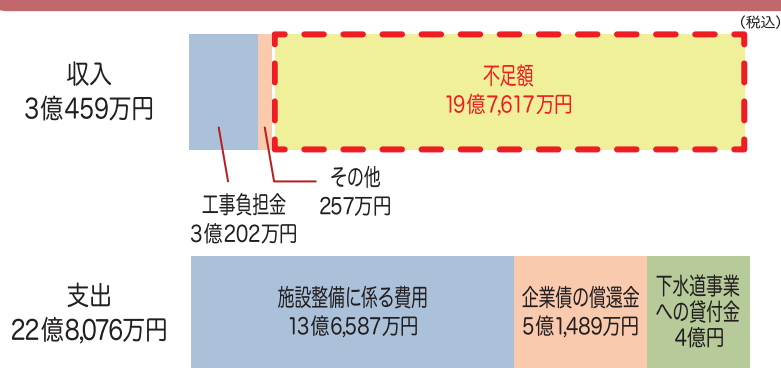 (税込)
収入
3億459万円
不足額
19億7,617万円
その他
257万円
工事負担金
3億202万円
支出
22億8,076万円
施設整備に係る費用
13億6,587万円
企業債の償還金
5億1,489万円
下水道事業
への貸付金
4億円